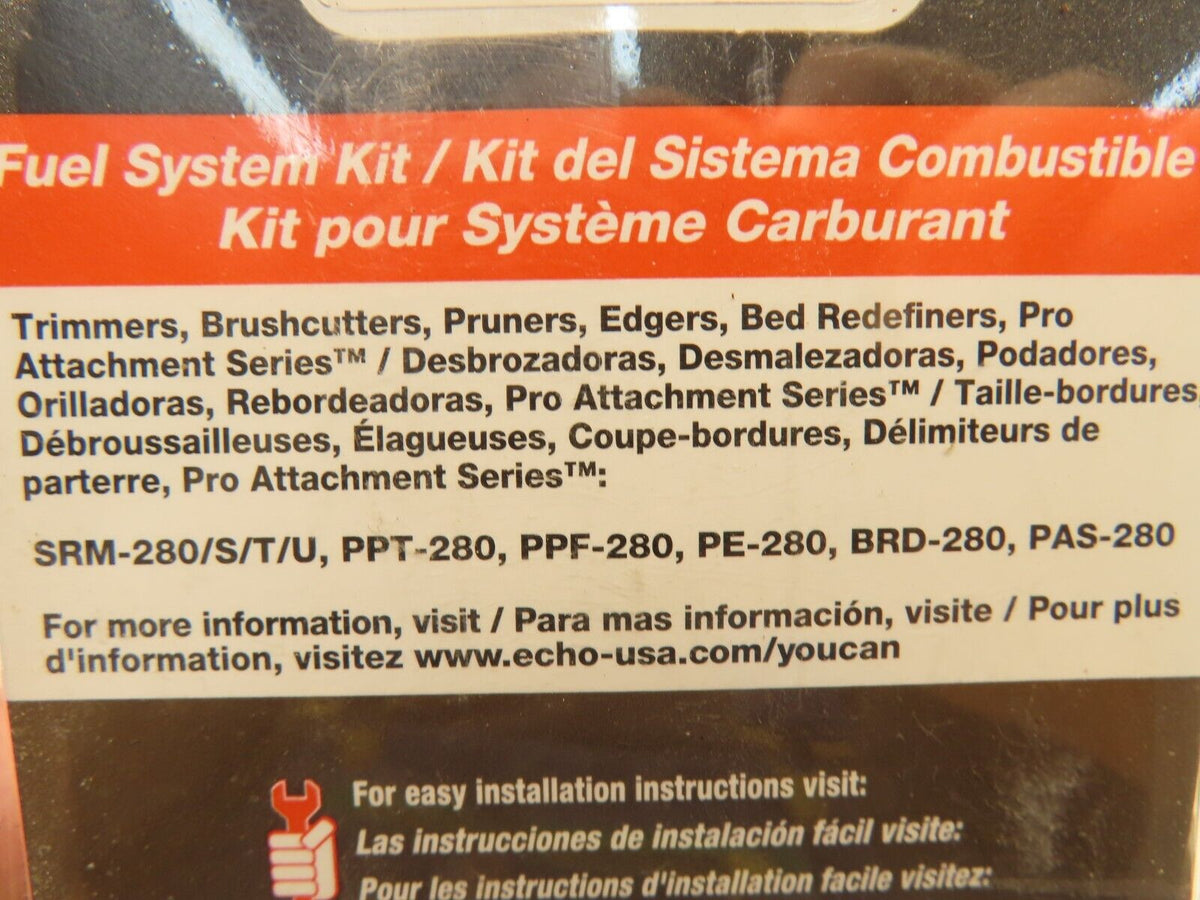 Fuel System Kit / Kit del Sistema Combustible
Kit pour Système Carburant
Trimmers, Brushcutters, Pruners, Edgers, Bed Redefiners, Pro
Attachment Series™ / Desbrozadoras, Desmalezadoras, Podadores,
Orilladoras, Rebordeadoras, Pro Attachment Series™ / Taille-bordures,
Débroussailleuses, Élagueuses, Coupe-bordures, Délimiteurs de
parterre, Pro Attachment Series™:
SRM-280/S/T/U, PPT-280, PPF-280, PE-280, BRD-280, PAS-280
For more information, visit / Para mas información, visite / Pour plus
d'information, visitez www.echo-usa.com/youcan
For easy installation instructions visit:
Las instrucciones de instalación fácil visite:
Pour les instructions d'installation facile visitez: